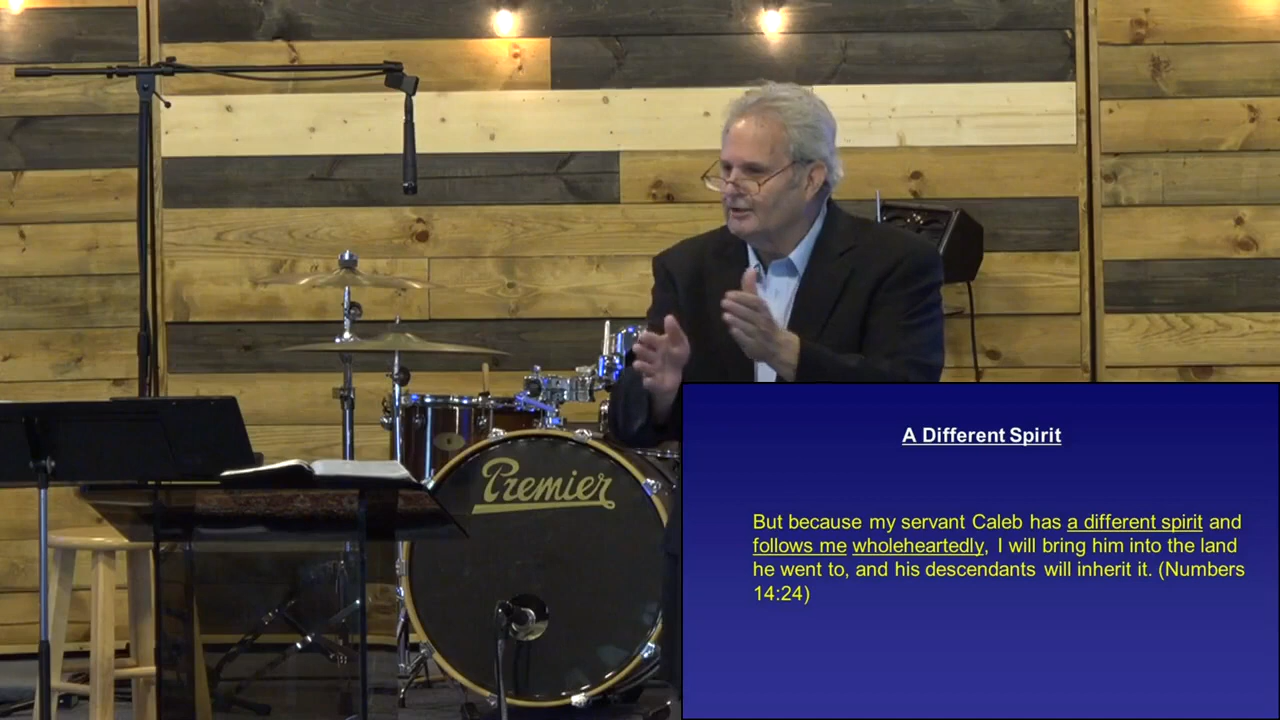 Premier
A Different Spirit
But because my servant Caleb has a different spirit and
follows me wholeheartedly, I will bring him into the land
he went to, and his descendants will inherit it. (Numbers
14:24)